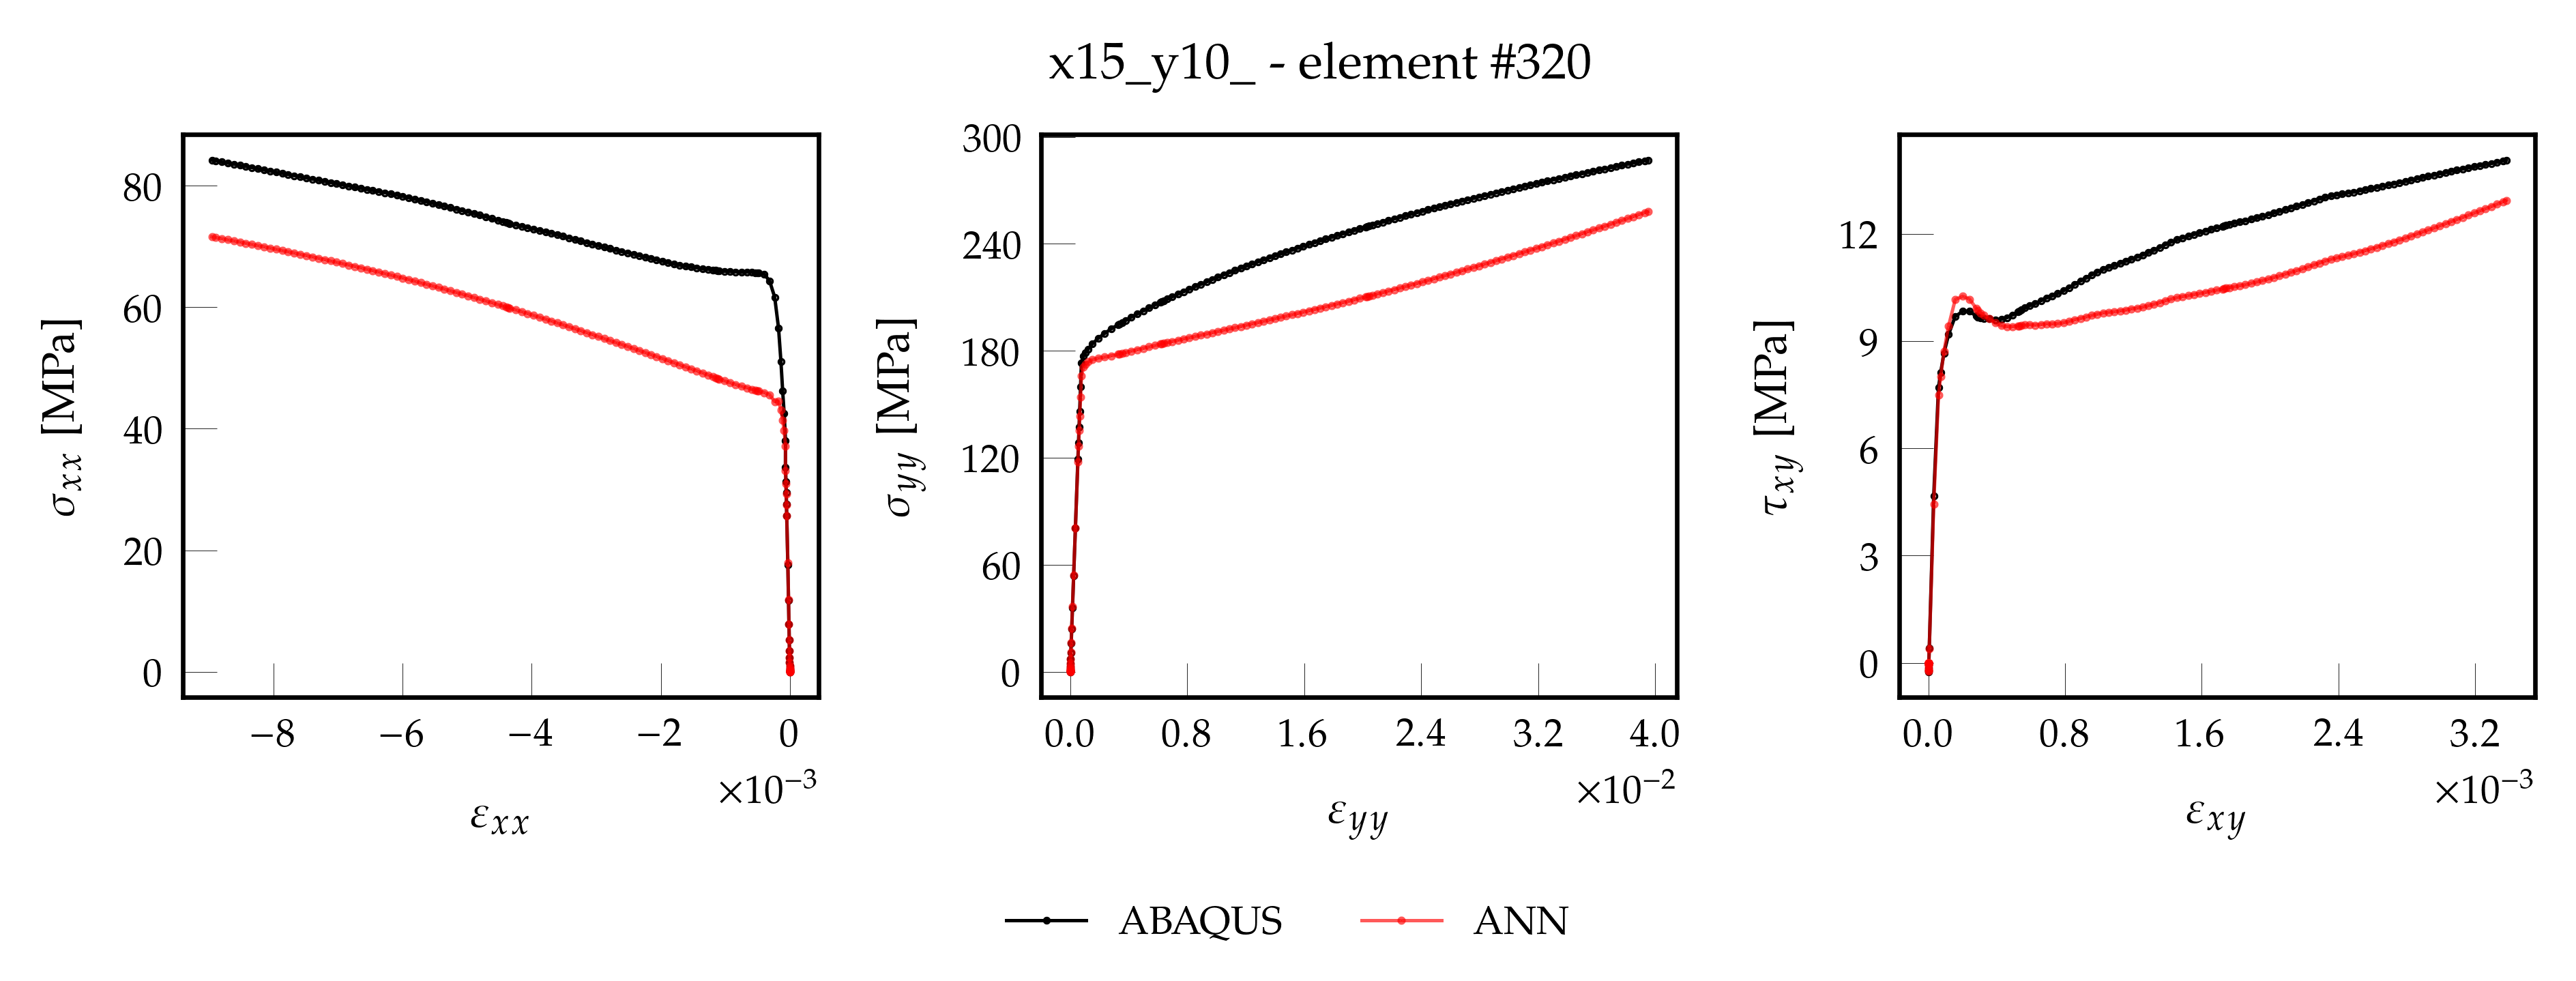 x15_y10_ - element #320
σxx [MPa]
80
60
40
20
0
−8 −6 −4 −2 0
×10−3
εxx
σyy [MPa]
300
240
180
120
60
0
0.0 0.8 1.6 2.4 3.2 4.0
×10−2
εyy
τxy [MPa]
12
9
6
3
0
0.0 0.8 1.6 2.4 3.2
×10−3
εxy
ABAQUS ANN